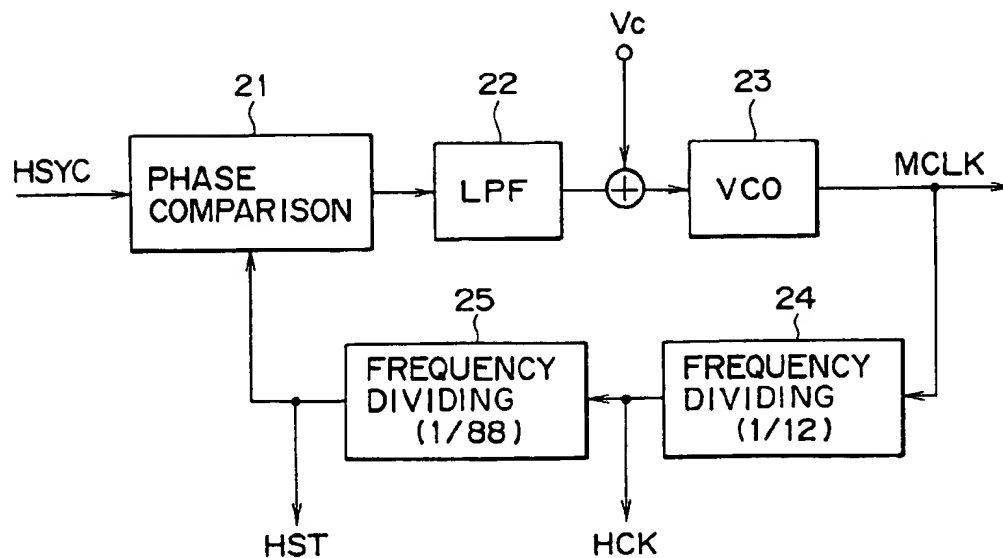 Vc
21
22
23
HSYC
PHASE
COMPARISON
LPF
VCO
MCLK
25
24
FREQUENCY
DIVIDING
(1/88)
FREQUENCY
DIVIDING
(1/12)
HST
HCK